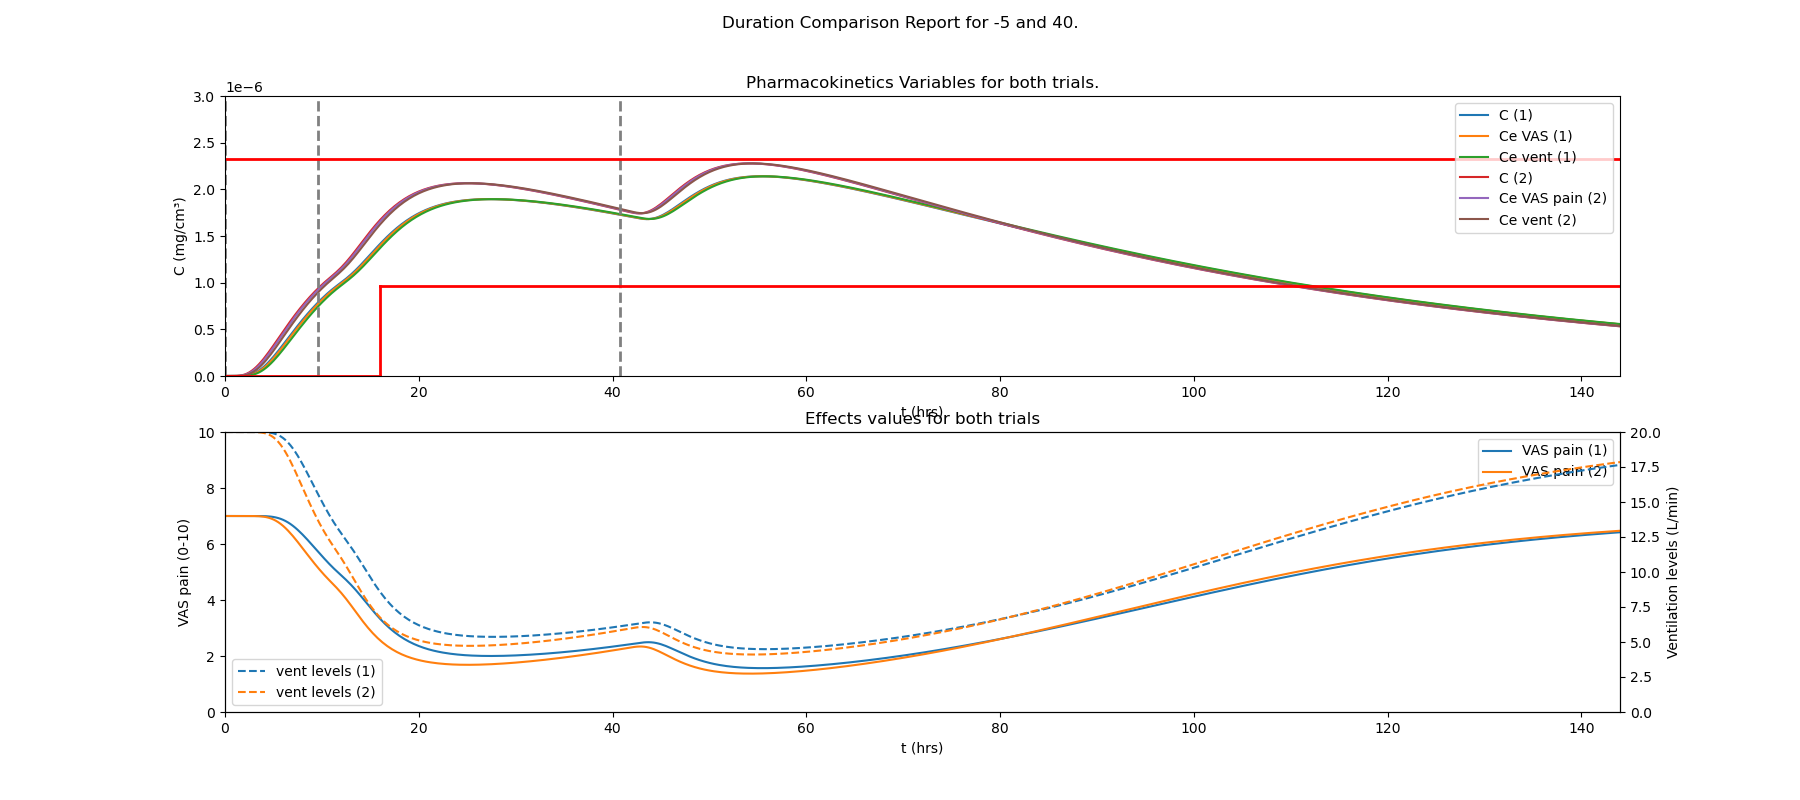 Duration Comparison Report for -5 and 40.
Pharmacokinetics Variables for both trials.
1e−6
3.0
2.5
2.0
1.5
1.0
0.5
0.0
C (mg/cm³)
C (1)
Ce VAS (1)
Ce vent (1)
C (2)
Ce VAS pain (2)
Ce vent (2)
0 20 40 60 80 100 120 140
t (hrs)
Effects values for both trials
10
8
6
4
2
0
VAS pain (0-10)
VAS pain (1)
VAS pain (2)
vent levels (1)
vent levels (2)
20.0
17.5
15.0
12.5
10.0
7.5
5.0
2.5
0.0
Ventilation levels (L/min)
0 20 40 60 80 100 120 140
t (hrs)